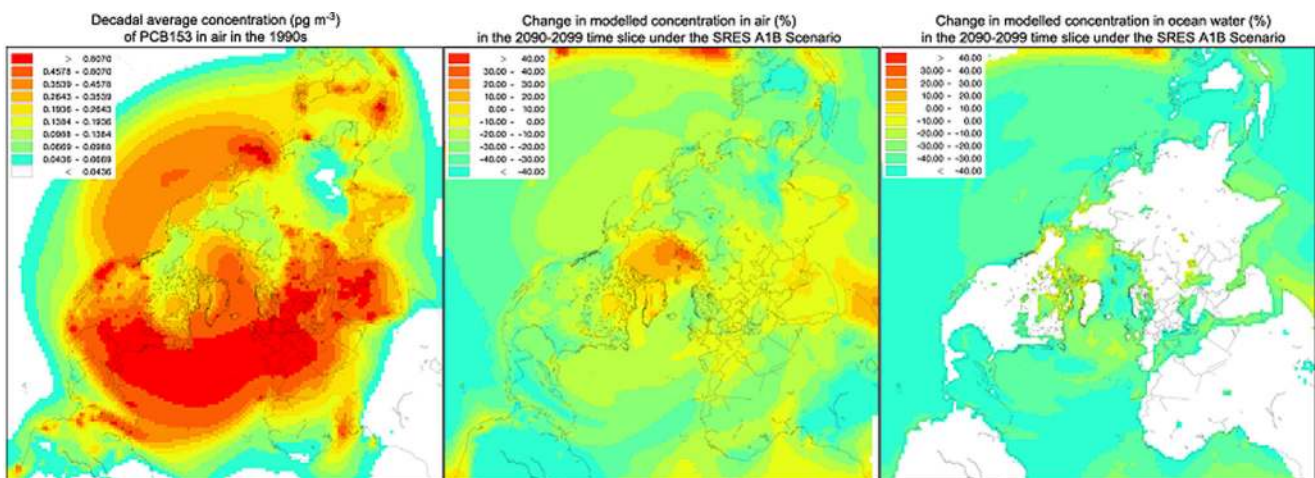 Decadal average concentration (pg m-3)
of PCB153 in air in the 1990s
> 0.6070
0.4578 - 0.6070
0.3539 - 0.4578
0.2643 - 0.3539
0.1936 - 0.2643
0.1384 - 0.1936
0.0988 - 0.1384
0.0669 - 0.0988
0.0436 - 0.0669
< 0.0436
Change in modelled concentration in air (%)
in the 2090-2099 time slice under the SRES A1B Scenario
> 40.00
30.00 - 40.00
20.00 - 30.00
10.00 - 20.00
0.00 - 10.00
-10.00 - 0.00
-20.00 - -10.00
-30.00 - -20.00
-40.00 - -30.00
< -40.00
Change in modelled concentration in ocean water (%)
in the 2090-2099 time slice under the SRES A1B Scenario
> 40.00
30.00 - 40.00
20.00 - 30.00
10.00 - 20.00
0.00 - 10.00
-10.00 - 0.00
-20.00 - -10.00
-30.00 - -20.00
-40.00 - -30.00
< -40.00